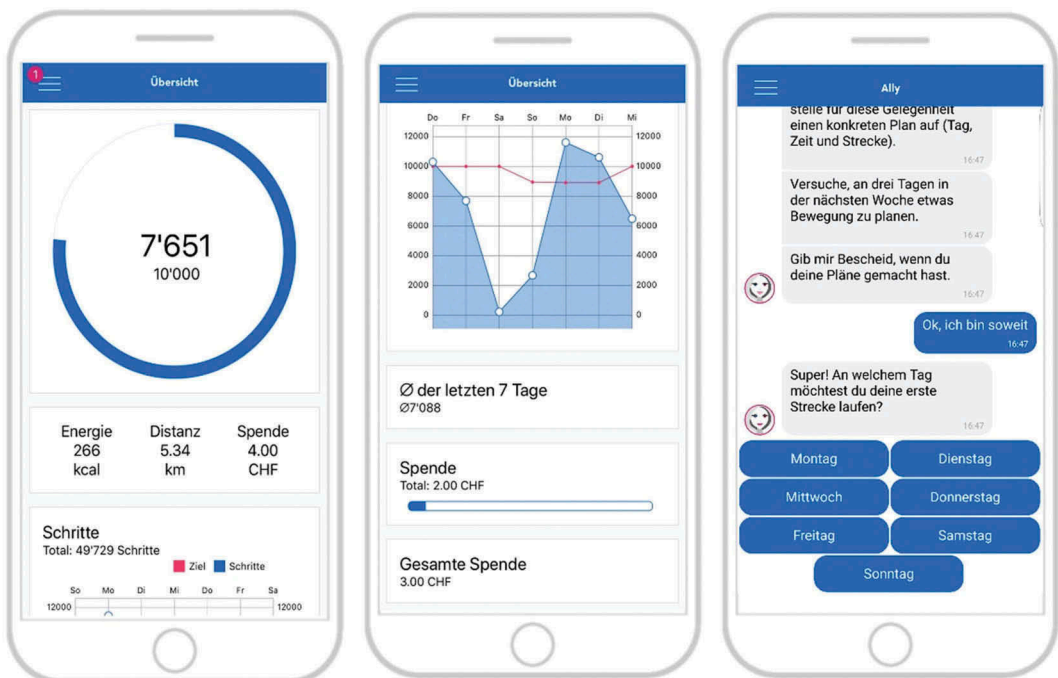 1
Übersicht
7'651
10'000
Energie Distanz Spende
266 5.34 4.00
kcal km CHF
Schritte
Total: 49'729 Schritte
Ziel Schritte
So Mo Di Mi Do Fr Sa
12000 12000
Übersicht
Do Fr Sa So Mo Di Mi
12000 12000
10000 10000
8000 8000
6000 6000
4000 4000
2000 2000
0 0
Ø der letzten 7 Tage
Ø7'088
Spende
Total: 2.00 CHF
Gesamte Spende
3.00 CHF
Ally
stelle für diese Gelegenheit
einen konkreten Plan auf (Tag,
Zeit und Strecke).
16:47
Versuche, an drei Tagen in
der nächsten Woche etwas
Bewegung zu planen.
16:47
Gib mir Bescheid, wenn du
deine Pläne gemacht hast.
16:47
Ok, ich bin soweit
16:47
Super! An welchem Tag
möchtest du deine erste
Strecke laufen?
16:47
Montag Dienstag
Mittwoch Donnerstag
Freitag Samstag
Sonntag